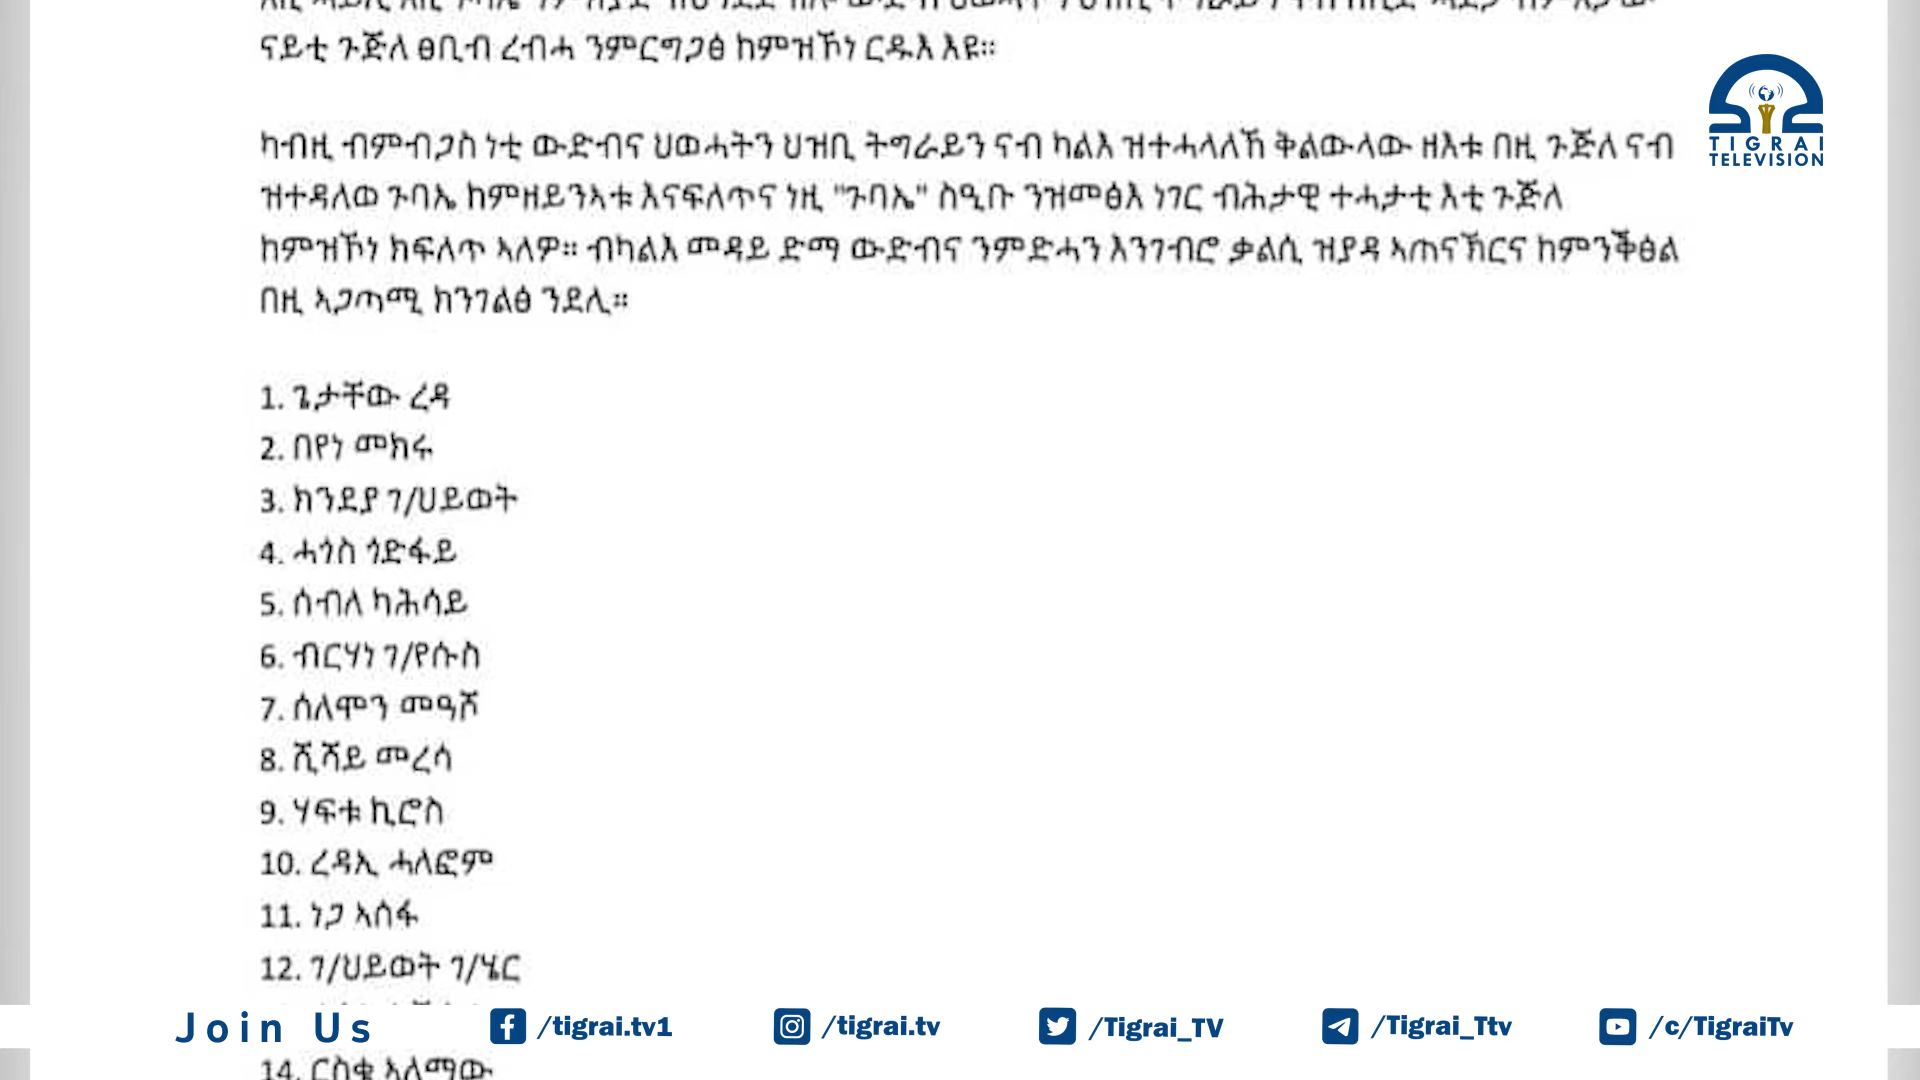 ናይቲ ጉጅለ ፀቢብ ረብሓ ንምርግጋፅ ከምዝኾነ ርዱእ እዩ።
ካብዚ ብምብጋስ ነቲ ውድብና ህወሓትን ህዝቢ ትግራይን ናብ ካልእ ዝተሓላለኸ ቅልውላው ዘእቱ በዚ ጉጅለ ናብ
ዝተዳለወ ጉባኤ ከምዘይንኣቱ እናፍለጥና ነዚ "ጉባኤ" ስዒቡ ንዝመፅእ ነገር ብሕታዊ ተሓታቲ እቲ ጉጅለ
ከምዝኾነ ክፍለጥ ኣለዎ። ብካልእ መዳይ ድማ ውድብና ንምድሓን እንገብሮ ቃልሲ ዝያዳ ኣጠናኽርና ከምንቕፅል
በዚ ኣጋጣሚ ክንገልፅ ንደሊ።
1. ጌታቸው ረዳ
2. በየነ መክሩ
3. ክንደያ ገ/ህይወት
4. ሓጎስ ጎድፋይ
5. ሰብለ ካሕሳይ
6. ብርሃነ ገ/የሱስ
7. ሰለሞን መዓሾ
8. ሺሻይ መረሳ
9. ሃፍቱ ኪሮስ
10. ረዳኢ ሓለፎም
11. ነጋ ኣሰፋ
12. ገ/ህይወት ገ/ሄር
14. ርስቁ ኣለማው
TIGRAI
TELEVISION
Join Us /tigrai.tv1 /tigrai.tv /Tigrai_TV /Tigrai_Ttv /c/TigraiTv